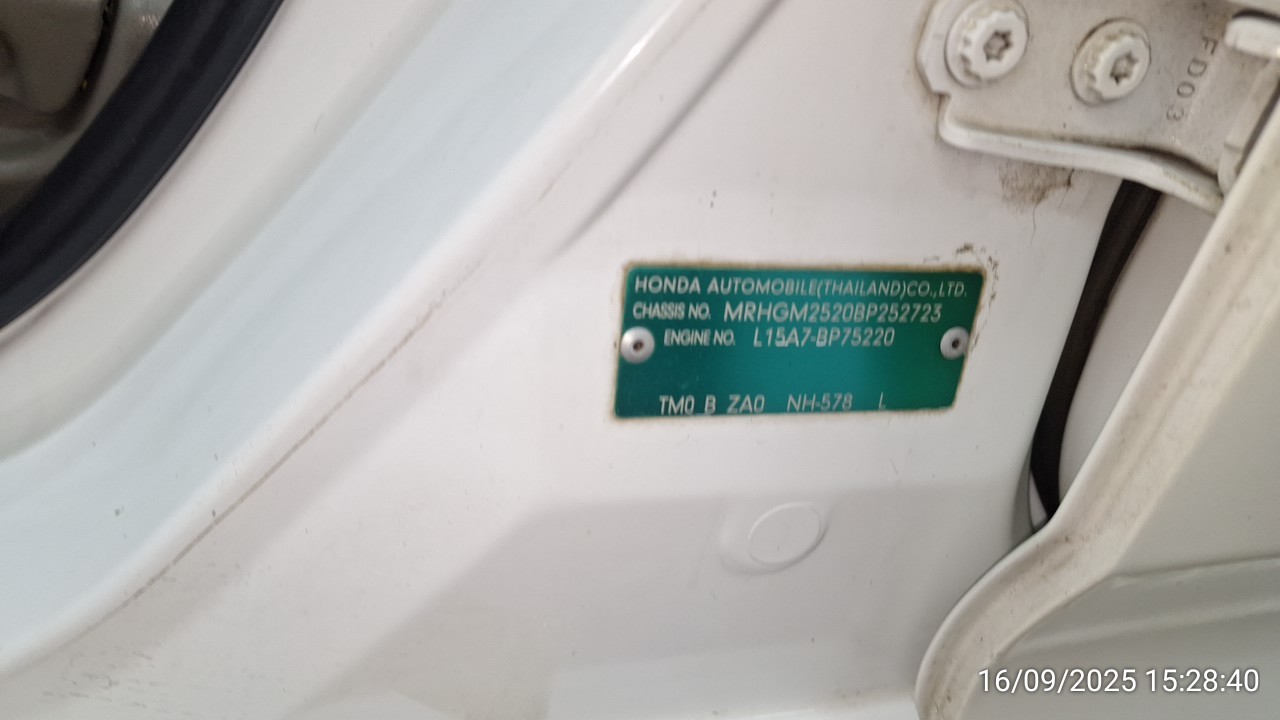 FD03
HONDA AUTOMOBILE(THAILAND)CO.,LTD.
CHASSIS NO. MRHGM2520BP252723
ENGINE NO. L15A7-BP75220
TM0 B ZA0 NH-578 L
16/09/2025 15:28:40